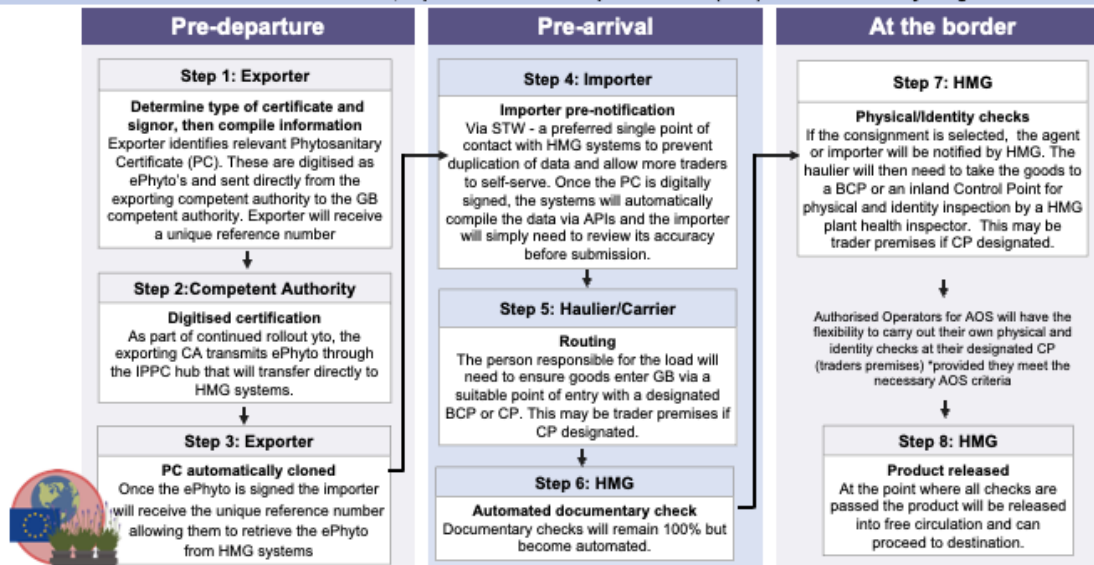 Pre-departure
Step 1: Exporter
Determine type of certificate and
signor, then compile information
Exporter identifies relevant Phytosanitary
Certificate (PC). These are digitised as
ePhyto's and sent directly from the
exporting competent authority to the GB
competent authority. Exporter will receive
a unique reference number
Step 2:Competent Authority
Digitised certification
As part of continued rollout yto, the
exporting CA transmits ePhyto through
the IPPC hub that will transfer directly to
HMG systems.
Step 3: Exporter
PC automatically cloned
Once the ePhyto is signed the importer
will receive the unique reference number
allowing them to retrieve the ePhyto
from HMG systems
Pre-arrival
Step 4: Importer
Importer pre-notification
Via STW - a preferred single point of
contact with HMG systems to prevent
duplication of data and allow more traders
to self-serve. Once the PC is digitally
signed, the systems will automatically
compile the data via APIs and the importer
will simply need to review its accuracy
before submission.
Step 5: Haulier/Carrier
Routing
The person responsible for the load will
need to ensure goods enter GB via a
suitable point of entry with a designated
BCP or CP. This may be trader premises if
CP designated.
Step 6: HMG
Automated documentary check
Documentary checks will remain 100% but
become automated.
At the border
Step 7: HMG
Physical/Identity checks
If the consignment is selected, the agent
or importer will be notified by HMG. The
haulier will then need to take the goods to
a BCP or an inland Control Point for
physical and identity inspection by a HMG
plant health inspector. This may be
trader premises if CP designated.
Authorised Operators for AOS will have the
flexibility to carry out their own physical and
identity checks at their designated CP
(traders premises) *provided they meet the
necessary AOS criteria
Step 8: HMG
Product released
At the point where all checks are
passed the product will be released
into free circulation and can
proceed to destination.